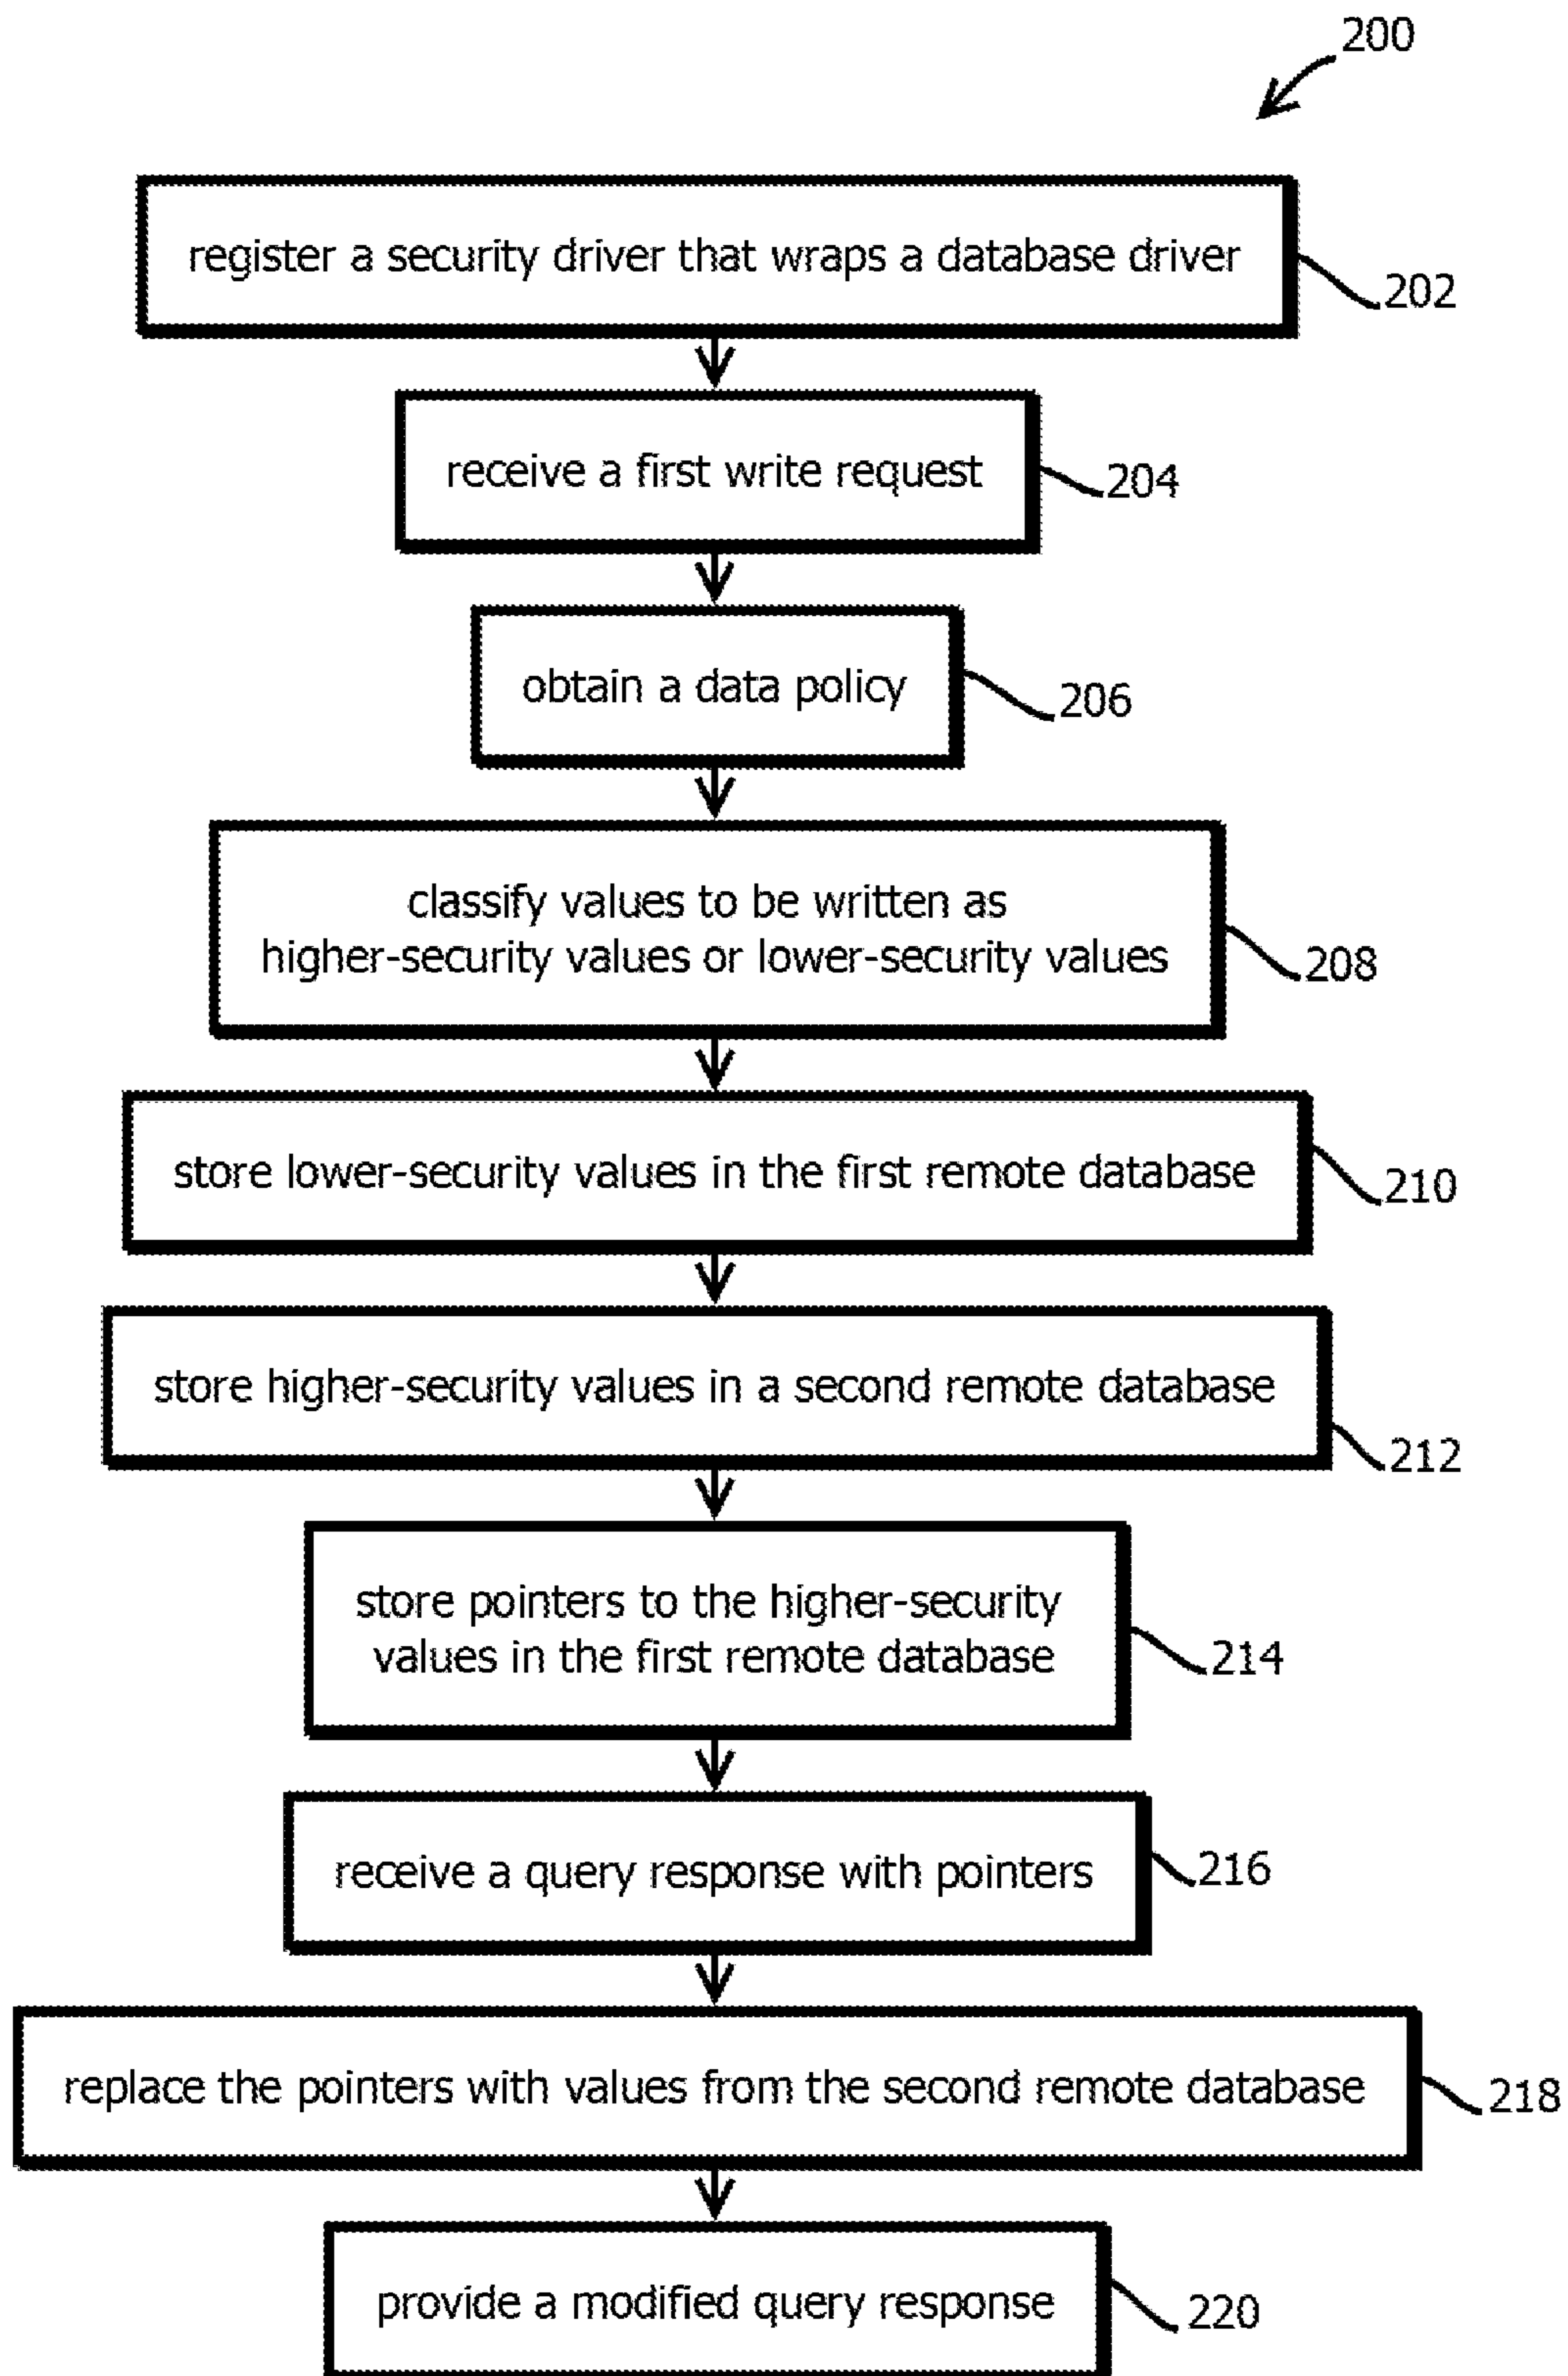 200
register a security driver that wraps a database driver
202
receive a first write request
204
obtain a data policy
206
classify values to be written as
higher-security values or lower-security values
208
store lower-security values in the first remote database
210
store higher-security values in a second remote database
212
store pointers to the higher-security
values in the first remote database
214
receive a query response with pointers
216
replace the pointers with values from the second remote database
218
provide a modified query response
220